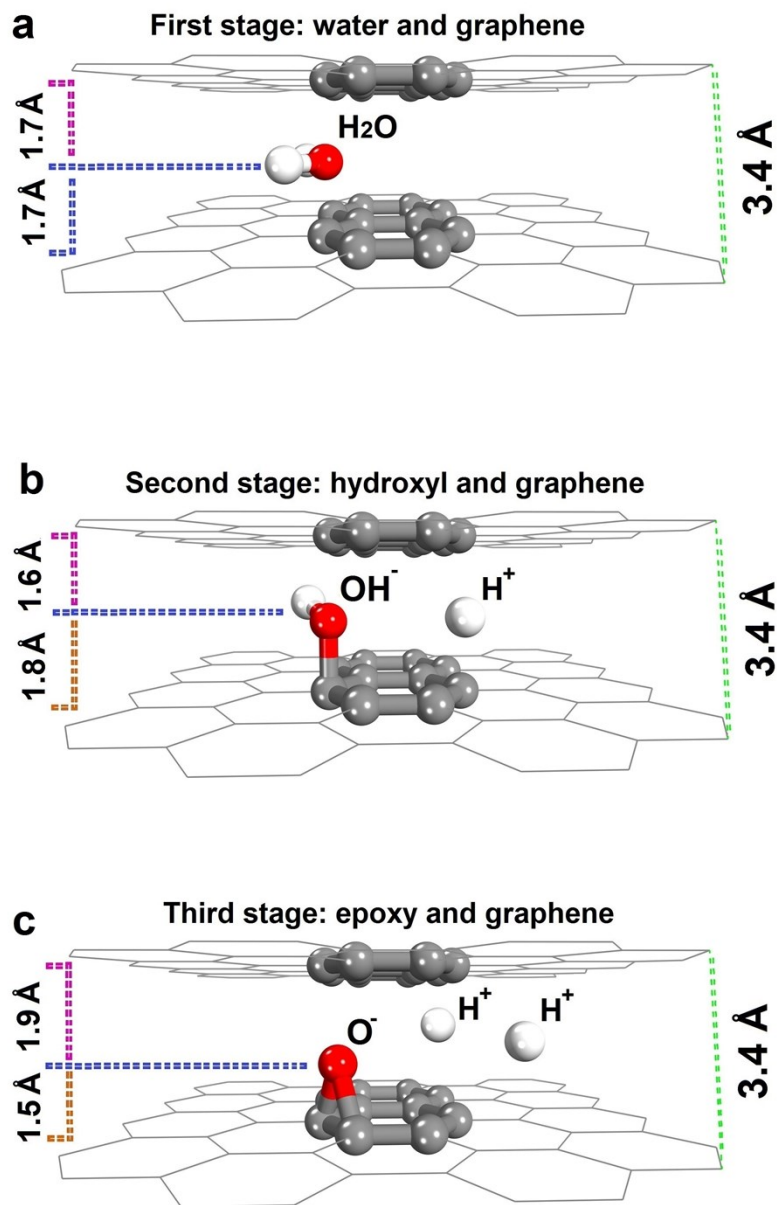 a
First stage: water and graphene
1.7 Å
1.7 Å
H₂O
3.4 Å
b
Second stage: hydroxyl and graphene
1.6 Å
1.8 Å
OH⁻
H⁺
3.4 Å
c
Third stage: epoxy and graphene
1.9 Å
1.5 Å
O⁻
H⁺
H⁺
3.4 Å